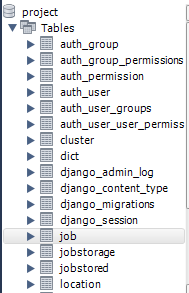 project
Tables
auth_group
auth_group_permissions
auth_permission
auth_user
auth_user_groups
auth_user_user_permiss
cluster
dict
django_admin_log
django_content_type
django_migrations
django_session
job
jobstorage
jobstored
location